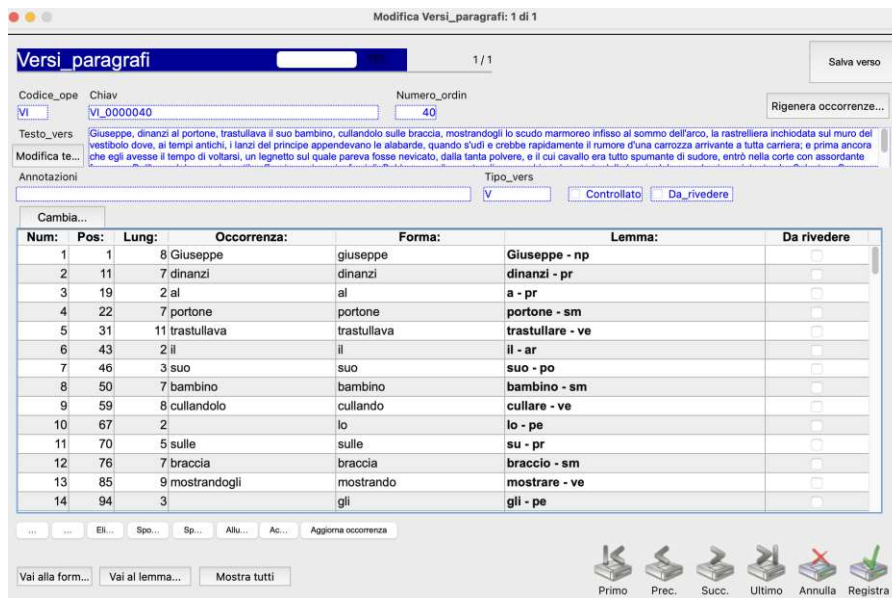 Modifica Versi_paragrafi: 1 di 1
Versi_paragrafi
1 / 1
Salva verso
Codice_ope Chiav Numero_ordin
VI VI_0000040 40
Rigenera occorrenze...
Testo_vers
Modifica te...
Giuseppe, dinanzi al portone, trastullava il suo bambino, cullandolo sulle braccia, mostrandogli lo scudo marmoreo infisso al sommo dell'arco, la rastrelliera inchiodata sul muro del
vestibolo dove, ai tempi antichi, i lanzi del principe appendevano le alabarde, quando s'udì e crebbe rapidamente il rumore d'una carrozza arrivante a tutta carriera; e prima ancora
che egli avesse il tempo di voltarsi, un legnetto sul quale pareva fosse nevicato, dalla tanta polvere, e il cui cavallo era tutto spumante di sudore, entrò nella corte con assordante
Annotazioni Tipo_vers
V Controllato Da_rivedere
Cambia...
Num: Pos: Lung: Occorrenza: Forma: Lemma: Da rivedere
1 1 8 Giuseppe giuseppe Giuseppe - np
2 11 7 dinanzi dinanzi dinanzi - pr
3 19 2 al al a - pr
4 22 7 portone portone portone - sm
5 31 11 trastullava trastullava trastullare - ve
6 43 2 il il il - ar
7 46 3 suo suo suo - po
8 50 7 bambino bambino bambino - sm
9 59 8 cullandolo cullando cullare - ve
10 67 2 lo lo - pe
11 70 5 sulle sulle su - pr
12 76 7 braccia braccia braccio - sm
13 85 9 mostrandogli mostrando mostrare - ve
14 94 3 gli gli - pe
... ... Eli... Spo... Sp... Allu... Ac... Aggiorna occorrenza
Vai alla form... Vai al lemma... Mostra tutti
Primo Prec. Succ. Ultimo Annulla Registra